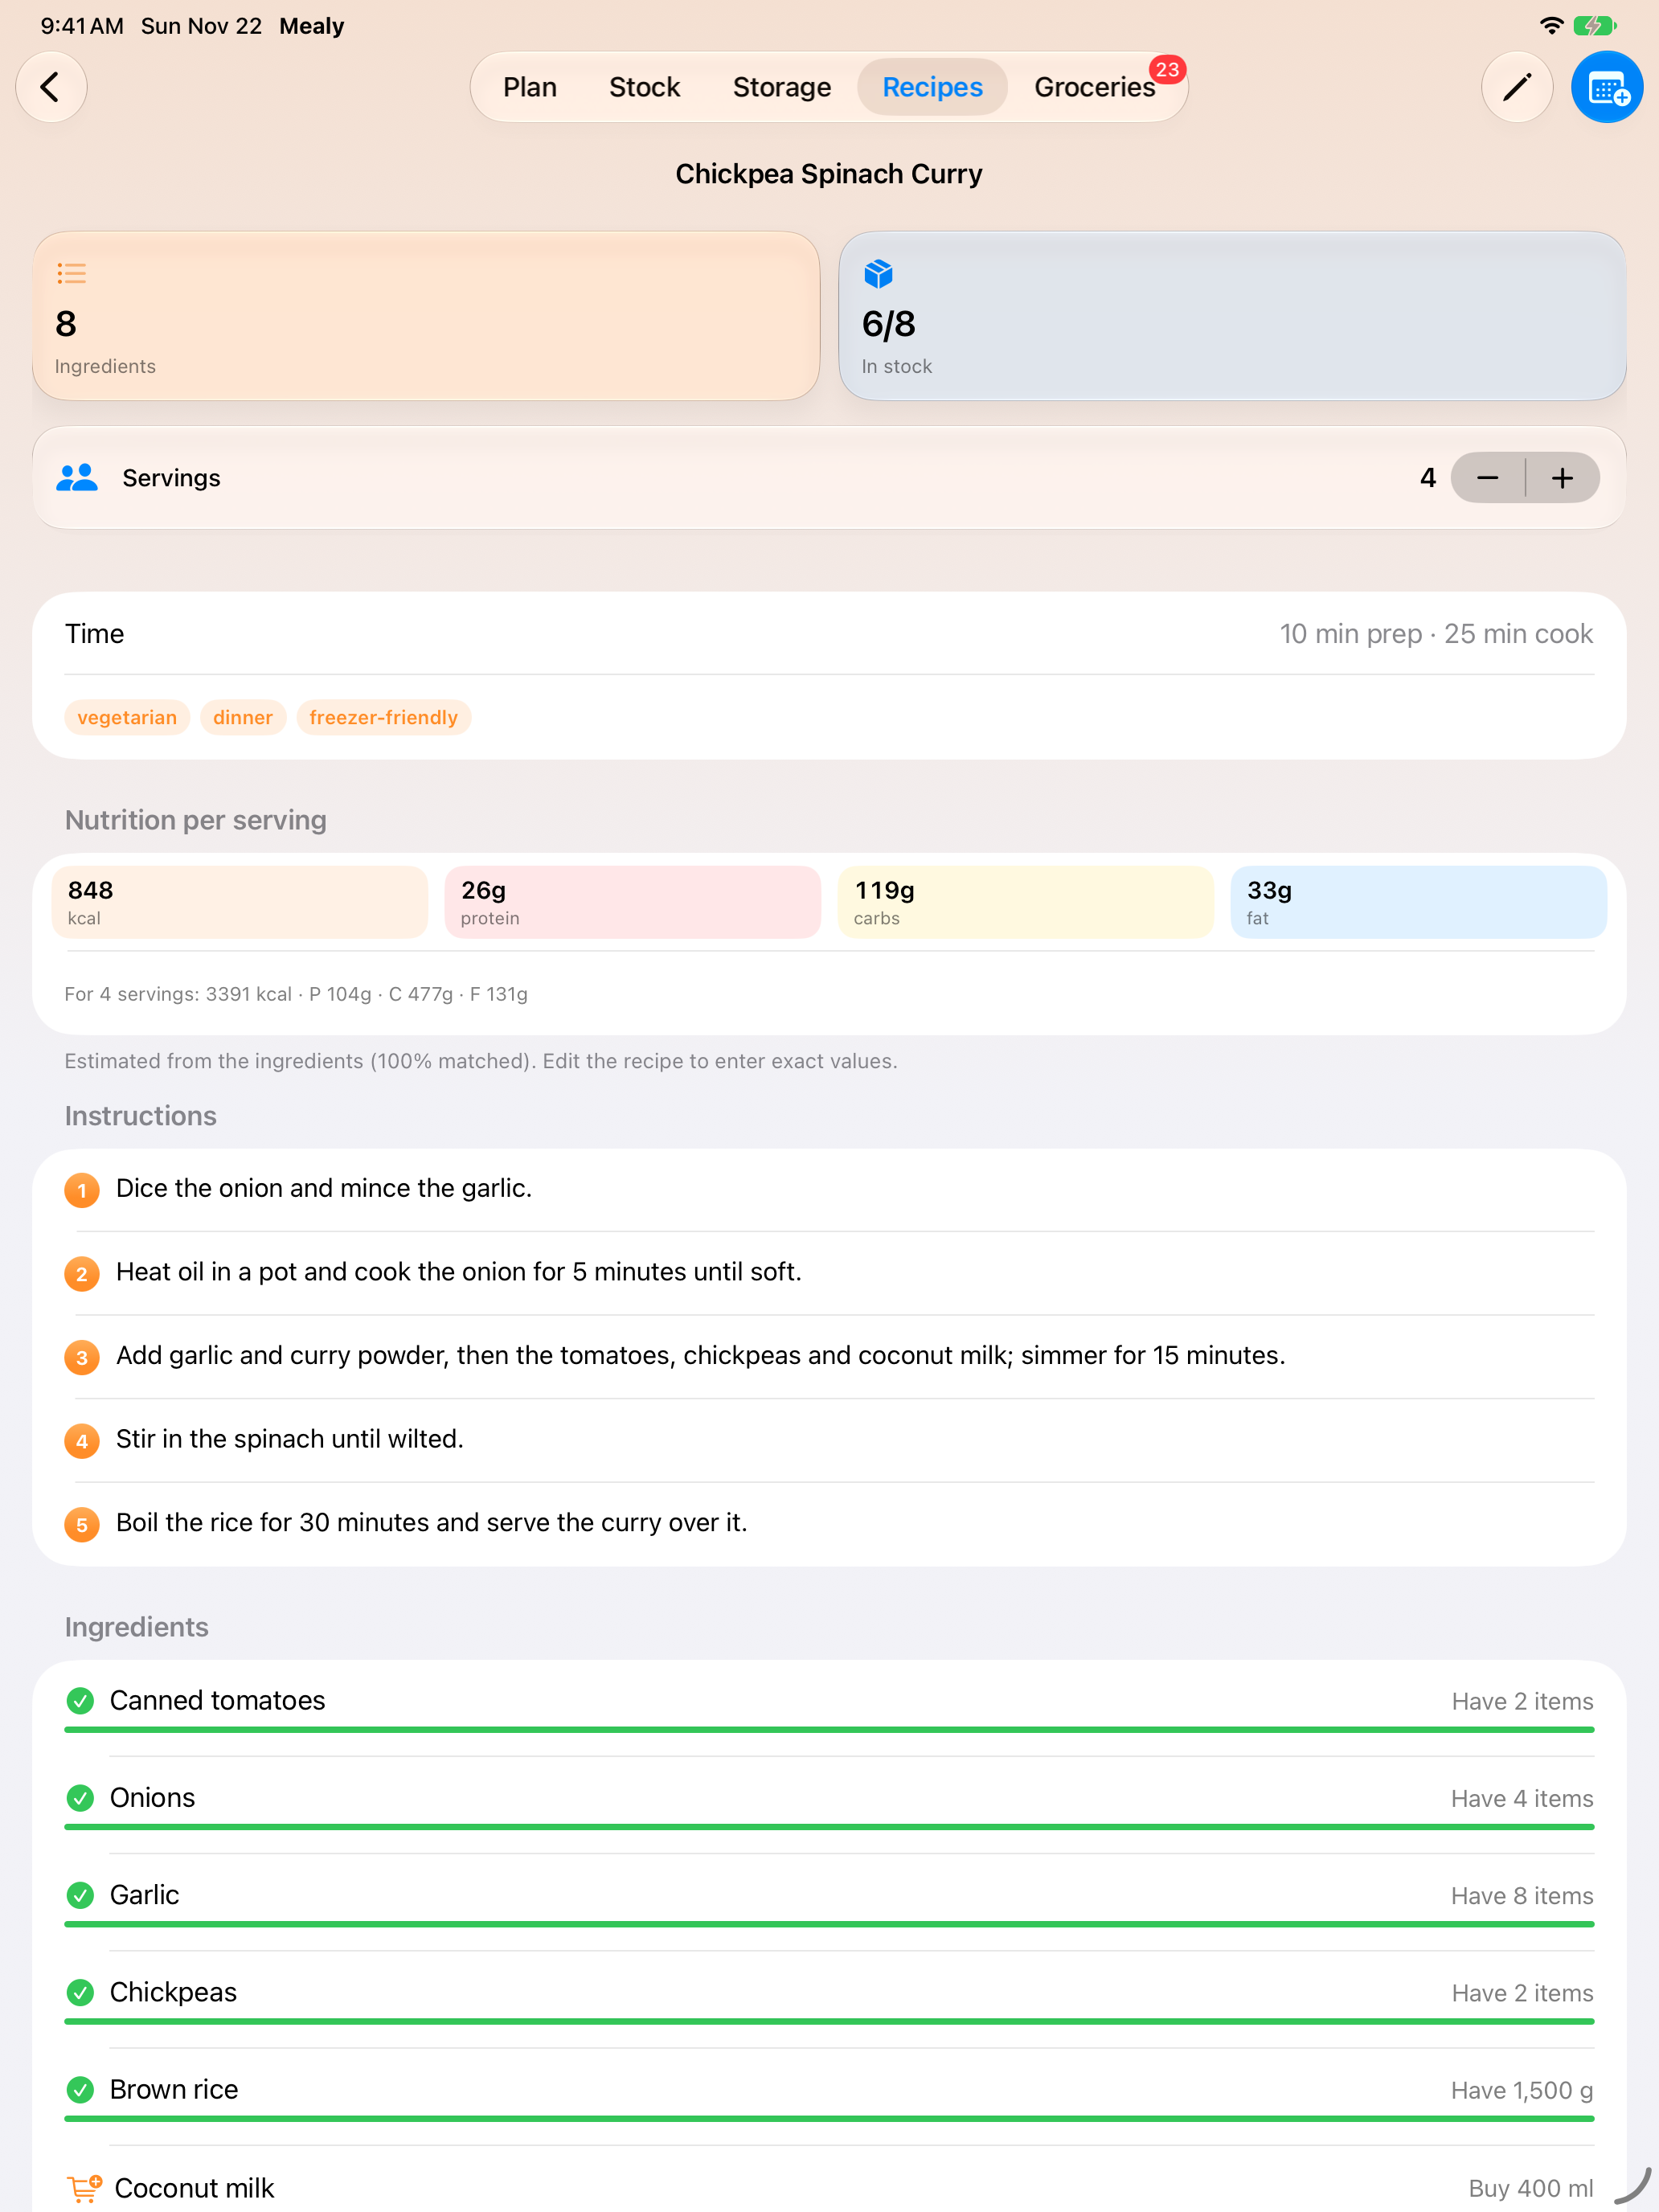 9:41 AM Sun Nov 22 Mealy
Plan Stock Storage Recipes Groceries 23
Chickpea Spinach Curry
8
Ingredients
6/8
In stock
Servings 4
Time 10 min prep · 25 min cook
vegetarian dinner freezer-friendly
Nutrition per serving
848
kcal
26g
protein
119g
carbs
33g
fat
For 4 servings: 3391 kcal · P 104g · C 477g · F 131g
Estimated from the ingredients (100% matched). Edit the recipe to enter exact values.
Instructions
1 Dice the onion and mince the garlic.
2 Heat oil in a pot and cook the onion for 5 minutes until soft.
3 Add garlic and curry powder, then the tomatoes, chickpeas and coconut milk; simmer for 15 minutes.
4 Stir in the spinach until wilted.
5 Boil the rice for 30 minutes and serve the curry over it.
Ingredients
Canned tomatoes Have 2 items
Onions Have 4 items
Garlic Have 8 items
Chickpeas Have 2 items
Brown rice Have 1,500 g
Coconut milk Buy 400 ml